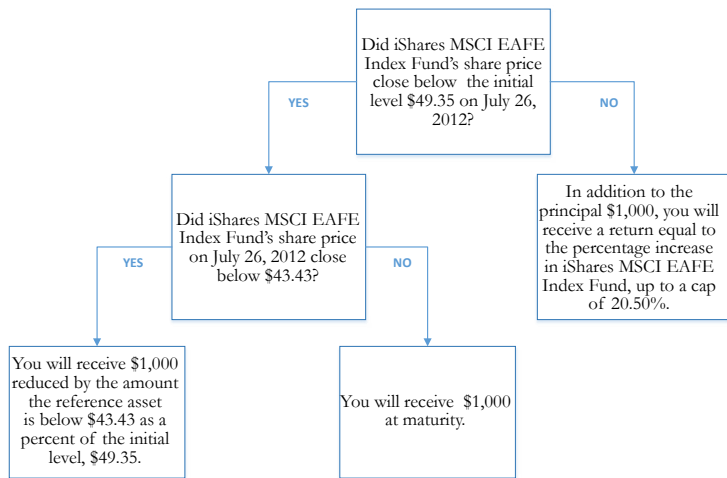 Did iShares MSCI EAFE
Index Fund's share price
close below the initial
level $49.35 on July 26,
2012?
YES
NO
Did iShares MSCI EAFE
Index Fund's share price
on July 26, 2012 close
below $43.43?
In addition to the
principal $1,000, you will
receive a return equal to
the percentage increase
in iShares MSCI EAFE
Index Fund, up to a cap
of 20.50%.
YES
NO
You will receive $1,000
reduced by the amount
the reference asset
is below $43.43 as a
percent of the initial
level, $49.35.
You will receive $1,000
at maturity.